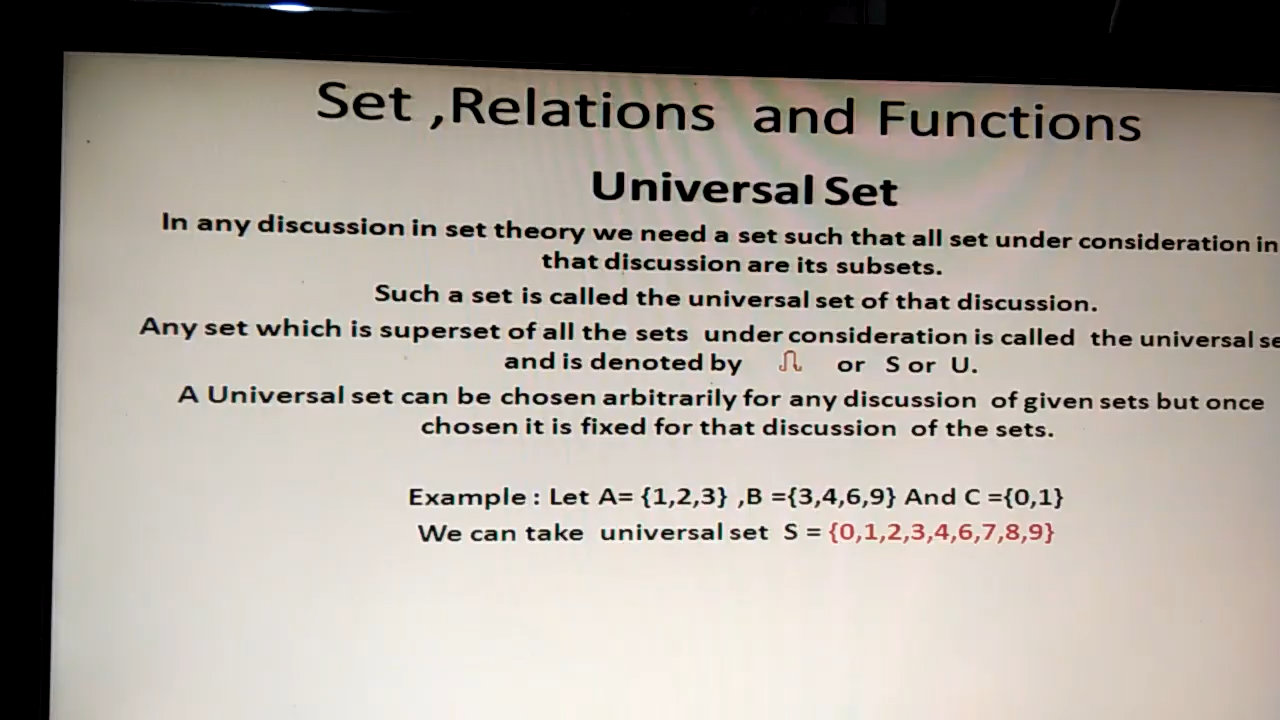 Set ,Relations and Functions
Universal Set
In any discussion in set theory we need a set such that all set under consideration in
that discussion are its subsets.
Such a set is called the universal set of that discussion.
Any set which is superset of all the sets under consideration is called the universal se
and is denoted by Ω or S or U.
A Universal set can be chosen arbitrarily for any discussion of given sets but once
chosen it is fixed for that discussion of the sets.
Example : Let A= {1,2,3} ,B ={3,4,6,9} And C ={0,1}
We can take universal set S = {0,1,2,3,4,6,7,8,9}